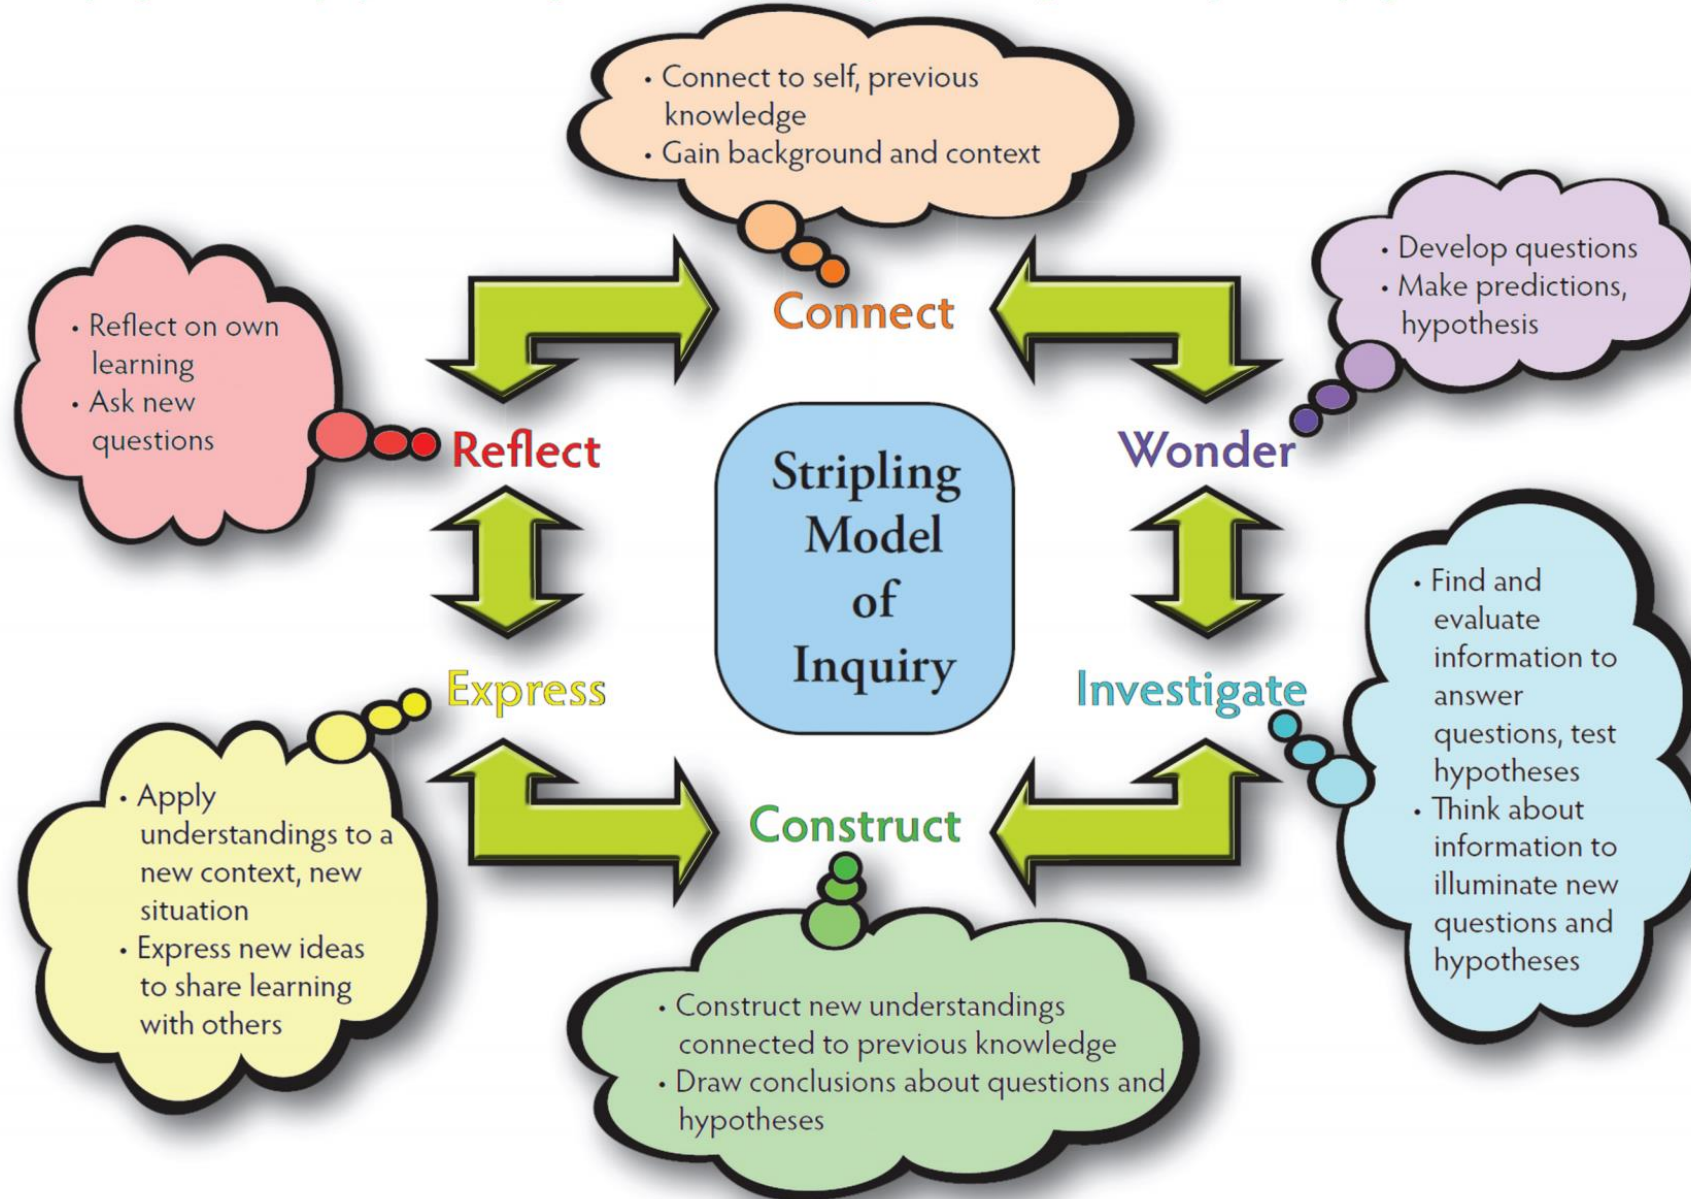 • Connect to self, previous
knowledge
• Gain background and context
Connect
• Develop questions
• Make predictions,
hypothesis
Wonder
• Find and
evaluate
information to
answer
questions, test
hypotheses
• Think about
information to
illuminate new
questions and
hypotheses
Investigate
• Construct new understandings
connected to previous knowledge
• Draw conclusions about questions and
hypotheses
Construct
• Apply
understandings to a
new context, new
situation
• Express new ideas
to share learning
with others
Express
• Reflect on own
learning
• Ask new
questions
Reflect
Stripling
Model
of
Inquiry